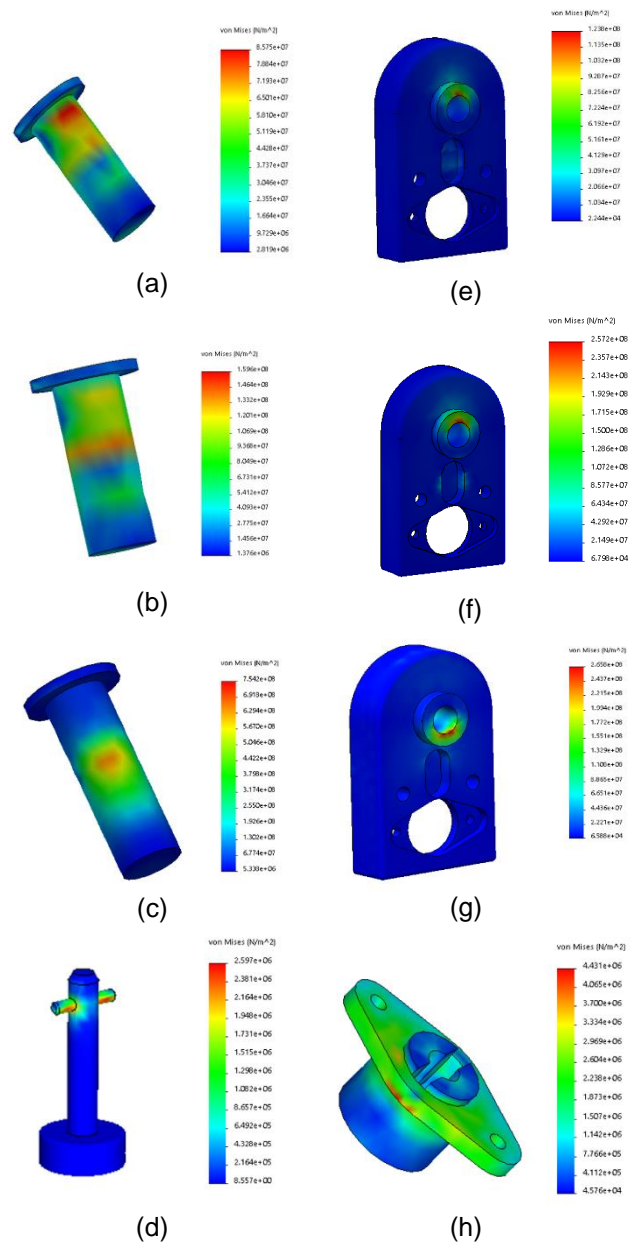 von Mises (N/m^2)
8.575e+07
7.884e+07
7.193e+07
6.501e+07
5.810e+07
5.119e+07
4.428e+07
3.737e+07
3.046e+07
2.355e+07
1.664e+07
9.729e+06
2.819e+06
(a)
von Mises (N/m^2)
1.238e+08
1.135e+08
1.032e+08
9.287e+07
8.256e+07
7.224e+07
6.192e+07
5.161e+07
4.129e+07
3.097e+07
2.066e+07
1.034e+07
2.244e+04
(e)
von Mises (N/m^2)
1.596e+08
1.464e+08
1.332e+08
1.201e+08
1.069e+08
9.368e+07
8.049e+07
6.731e+07
5.412e+07
4.093e+07
2.775e+07
1.456e+07
1.376e+06
(b)
von Mises (N/m^2)
2.572e+08
2.357e+08
2.143e+08
1.929e+08
1.715e+08
1.500e+08
1.286e+08
1.072e+08
8.577e+07
6.434e+07
4.292e+07
2.149e+07
6.798e+04
(f)
von Mises (N/m^2)
7.542e+08
6.918e+08
6.294e+08
5.670e+08
5.046e+08
4.422e+08
3.798e+08
3.174e+08
2.550e+08
1.926e+08
1.302e+08
6.774e+07
5.339e+06
(c)
von Mises (N/m^2)
2.658e+08
2.437e+08
2.215e+08
1.994e+08
1.772e+08
1.551e+08
1.329e+08
1.108e+08
8.865e+07
6.651e+07
4.436e+07
2.221e+07
6.588e+04
(g)
von Mises (N/m^2)
2.597e+06
2.381e+06
2.164e+06
1.948e+06
1.731e+06
1.515e+06
1.298e+06
1.082e+06
8.657e+05
6.493e+05
4.328e+05
2.164e+05
8.557e+00
(d)
von Mises (N/m^2)
4.431e+06
4.065e+06
3.700e+06
3.334e+06
2.969e+06
2.604e+06
2.238e+06
1.873e+06
1.507e+06
1.142e+06
7.765e+05
4.112e+05
4.576e+04
(h)